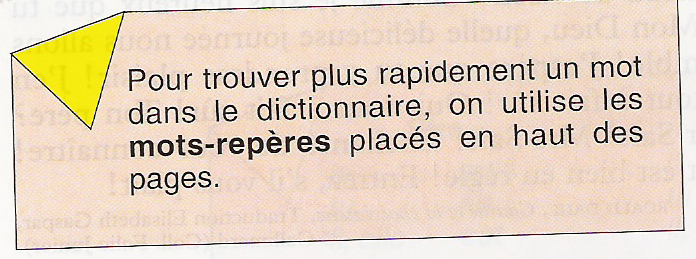 Pour trouver plus rapidement un mot
dans le dictionnaire, on utilise les
mots-repères placés en haut des
pages.